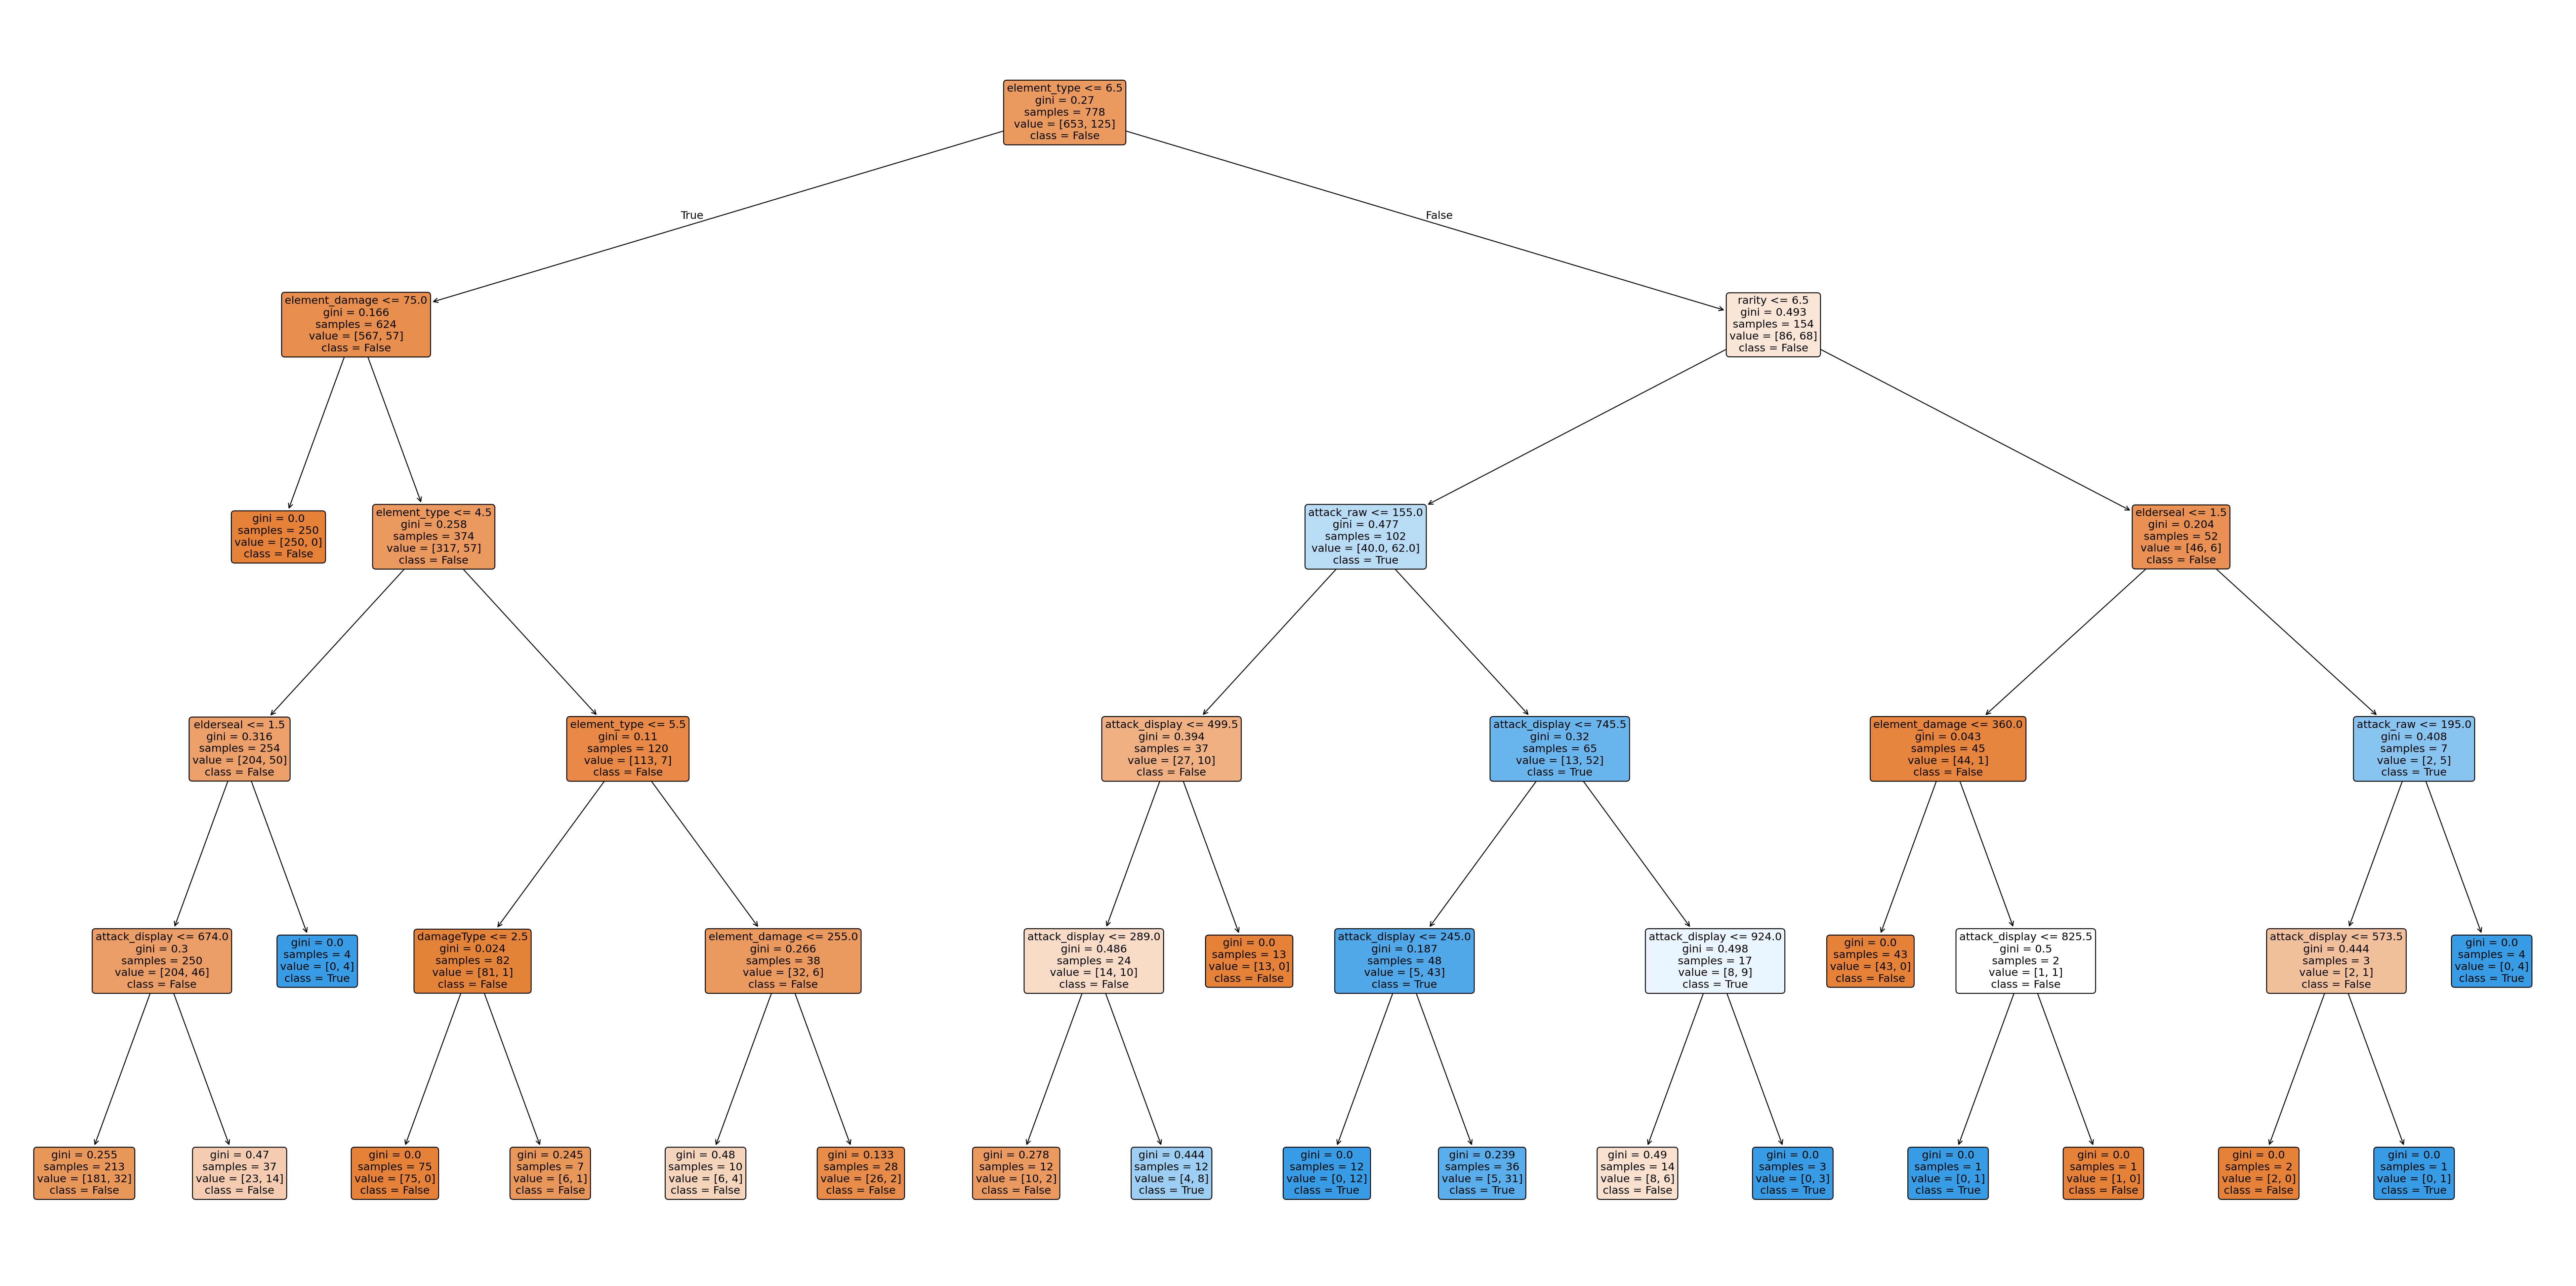 element_type <= 6.5
gini = 0.27
samples = 778
value = [653, 125]
class = False
True
False
element_damage <= 75.0
gini = 0.166
samples = 624
value = [567, 57]
class = False
rarity <= 6.5
gini = 0.493
samples = 154
value = [86, 68]
class = False
gini = 0.0
samples = 250
value = [250, 0]
class = False
element_type <= 4.5
gini = 0.258
samples = 374
value = [317, 57]
class = False
attack_raw <= 155.0
gini = 0.477
samples = 102
value = [40.0, 62.0]
class = True
elderseal <= 1.5
gini = 0.204
samples = 52
value = [46, 6]
class = False
elderseal <= 1.5
gini = 0.316
samples = 254
value = [204, 50]
class = False
element_type <= 5.5
gini = 0.11
samples = 120
value = [113, 7]
class = False
attack_display <= 499.5
gini = 0.394
samples = 37
value = [27, 10]
class = False
attack_display <= 745.5
gini = 0.32
samples = 65
value = [13, 52]
class = True
element_damage <= 360.0
gini = 0.043
samples = 45
value = [44, 1]
class = False
attack_raw <= 195.0
gini = 0.408
samples = 7
value = [2, 5]
class = True
attack_display <= 674.0
gini = 0.3
samples = 250
value = [204, 46]
class = False
gini = 0.0
samples = 4
value = [0, 4]
class = True
damageType <= 2.5
gini = 0.024
samples = 82
value = [81, 1]
class = False
element_damage <= 255.0
gini = 0.266
samples = 38
value = [32, 6]
class = False
attack_display <= 289.0
gini = 0.486
samples = 24
value = [14, 10]
class = False
gini = 0.0
samples = 13
value = [13, 0]
class = False
attack_display <= 245.0
gini = 0.187
samples = 48
value = [5, 43]
class = True
attack_display <= 924.0
gini = 0.498
samples = 17
value = [8, 9]
class = True
gini = 0.0
samples = 43
value = [43, 0]
class = False
attack_display <= 825.5
gini = 0.5
samples = 2
value = [1, 1]
class = False
attack_display <= 573.5
gini = 0.444
samples = 3
value = [2, 1]
class = False
gini = 0.0
samples = 4
value = [0, 4]
class = True
gini = 0.255
samples = 213
value = [181, 32]
class = False
gini = 0.47
samples = 37
value = [23, 14]
class = False
gini = 0.0
samples = 75
value = [75, 0]
class = False
gini = 0.245
samples = 7
value = [6, 1]
class = False
gini = 0.48
samples = 10
value = [6, 4]
class = False
gini = 0.133
samples = 28
value = [26, 2]
class = False
gini = 0.278
samples = 12
value = [10, 2]
class = False
gini = 0.444
samples = 12
value = [4, 8]
class = True
gini = 0.0
samples = 12
value = [0, 12]
class = True
gini = 0.239
samples = 36
value = [5, 31]
class = True
gini = 0.49
samples = 14
value = [8, 6]
class = False
gini = 0.0
samples = 3
value = [0, 3]
class = True
gini = 0.0
samples = 1
value = [0, 1]
class = True
gini = 0.0
samples = 1
value = [1, 0]
class = False
gini = 0.0
samples = 2
value = [2, 0]
class = False
gini = 0.0
samples = 1
value = [0, 1]
class = True